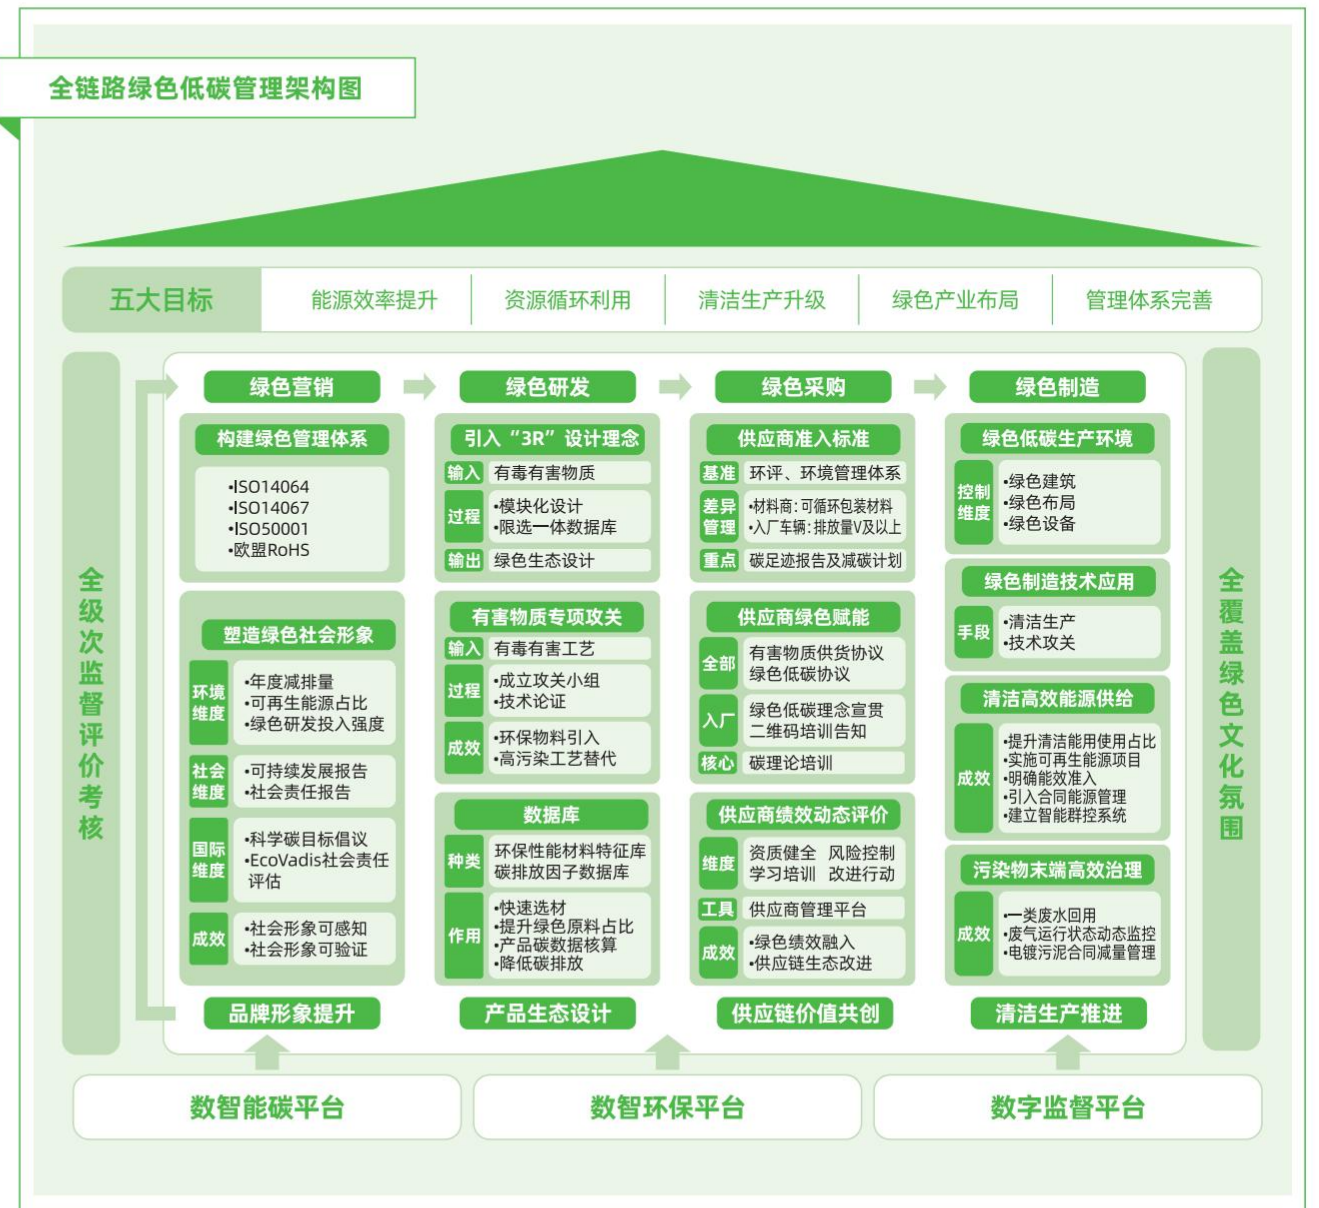 全链路绿色低碳管理架构图
五大目标
能源效率提升
资源循环利用
清洁生产升级
绿色产业布局
管理体系完善
全级次监督评价考核
绿色营销
构建绿色管理体系
•ISO14064
•ISO14067
•ISO50001
•欧盟RoHS
塑造绿色社会形象
环境
维度
•年度减排量
•可再生能源占比
•绿色研发投入强度
社会
维度
•可持续发展报告
•社会责任报告
国际
维度
•科学碳目标倡议
•EcoVadis社会责任
评估
成效
•社会形象可感知
•社会形象可验证
品牌形象提升
绿色研发
引入“3R”设计理念
输入
有毒有害物质
过程
•模块化设计
•限选一体数据库
输出
绿色生态设计
有害物质专项攻关
输入
有毒有害工艺
过程
•成立攻关小组
•技术论证
成效
•环保物料引入
•高污染工艺替代
数据库
种类
环保性能材料特征库
碳排放因子数据库
作用
•快速选材
•提升绿色原料占比
•产品碳数据核算
•降低碳排放
产品生态设计
绿色采购
供应商准入标准
基准
环评、环境管理体系
差异
管理
•材料商:可循环包装材料
•入厂车辆:排放量V及以上
重点
碳足迹报告及减碳计划
供应商绿色赋能
全部
有害物质供货协议
绿色低碳协议
入厂
绿色低碳理念宣贯
二维码培训告知
核心
碳理论培训
供应商绩效动态评价
维度
资质健全 风险控制
学习培训 改进行动
工具
供应商管理平台
成效
•绿色绩效融入
•供应链生态改进
供应链价值共创
绿色制造
绿色低碳生产环境
控制
维度
•绿色建筑
•绿色布局
•绿色设备
绿色制造技术应用
手段
•清洁生产
•技术攻关
清洁高效能源供给
成效
•提升清洁能用使用占比
•实施可再生能源项目
•明确能效准入
•引入合同能源管理
•建立智能群控系统
污染物末端高效治理
成效
•一类废水回用
•废气运行状态动态监控
•电镀污泥合同减量管理
清洁生产推进
全覆盖绿色文化氛围
数智能碳平台
数智环保平台
数字监督平台